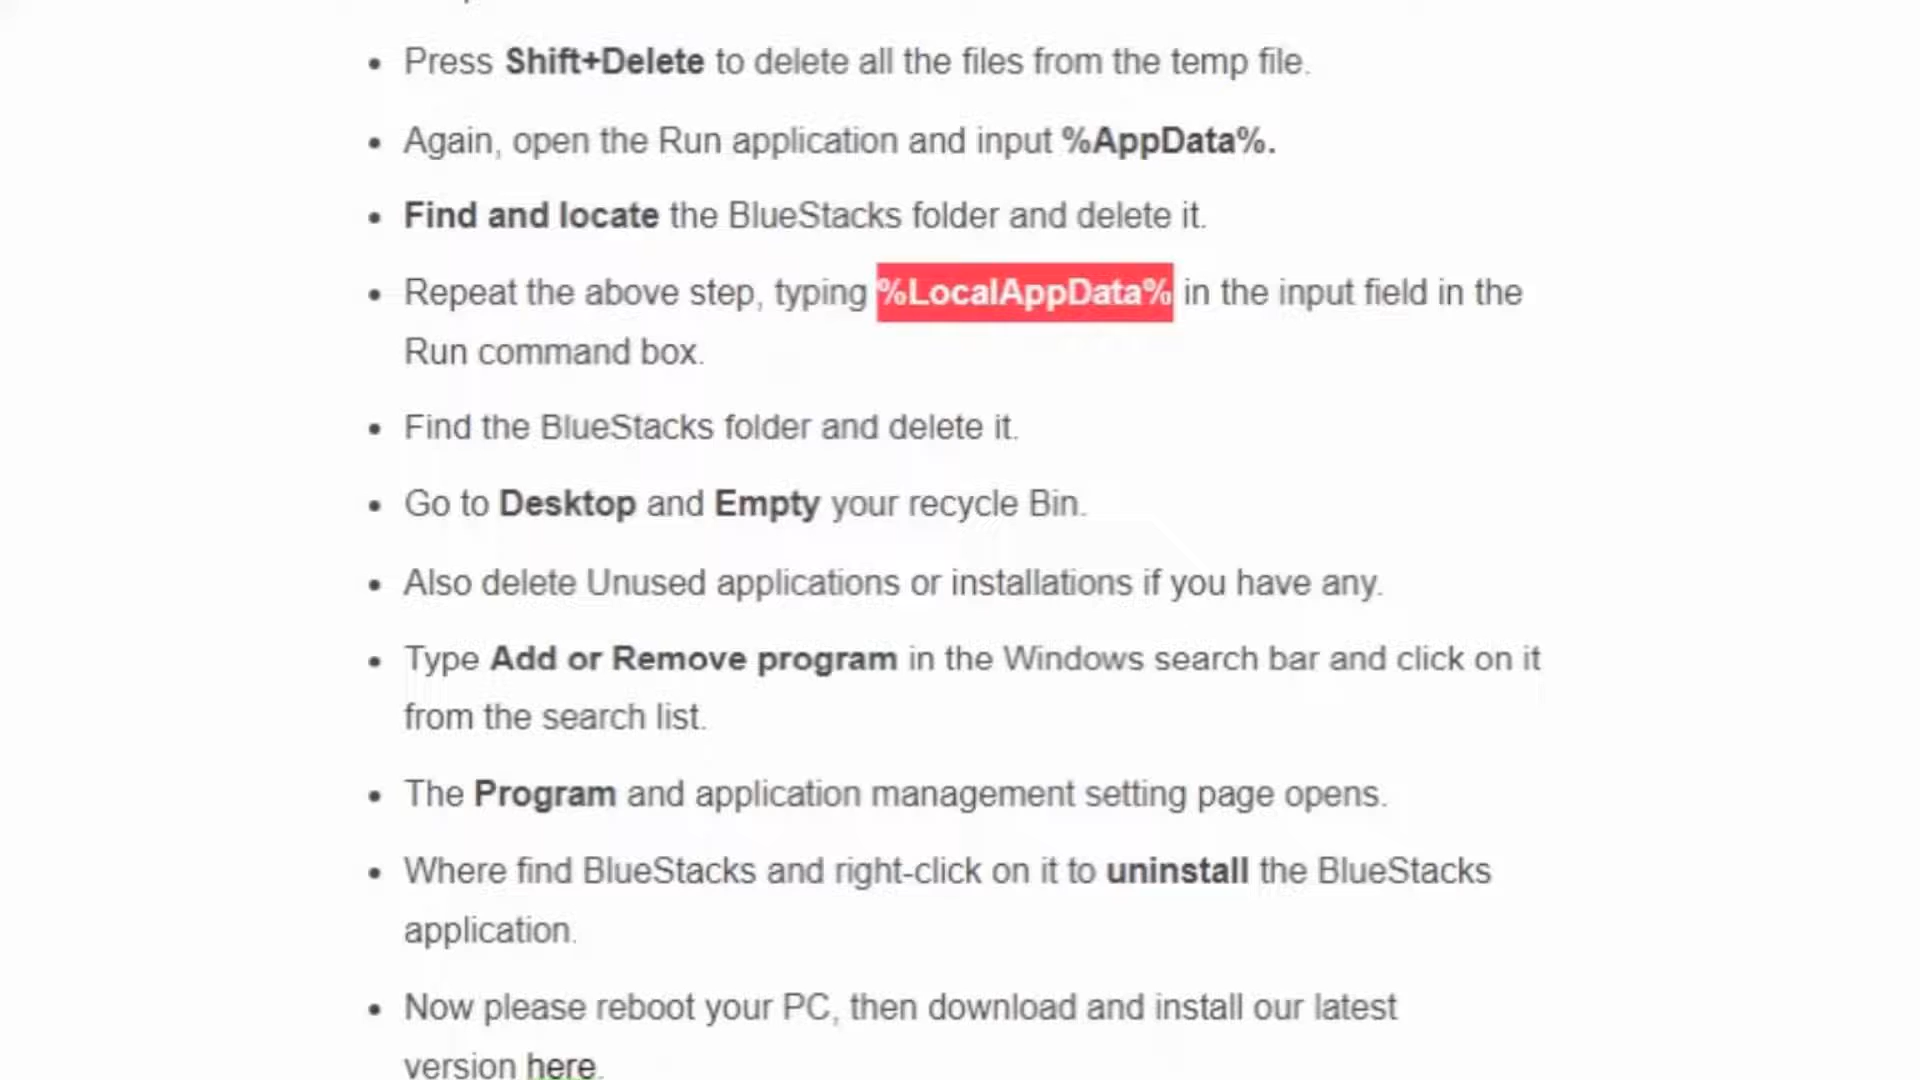 Press Shift+Delete to delete all the files from the temp file.
Again, open the Run application and input %AppData%.
Find and locate the BlueStacks folder and delete it.
Repeat the above step, typing %LocalAppData% in the input field in the
Run command box.
Find the BlueStacks folder and delete it.
Go to Desktop and Empty your recycle Bin.
Also delete Unused applications or installations if you have any.
Type Add or Remove program in the Windows search bar and click on it
from the search list.
The Program and application management setting page opens.
Where find BlueStacks and right-click on it to uninstall the BlueStacks
application.
Now please reboot your PC, then download and install our latest
version here.